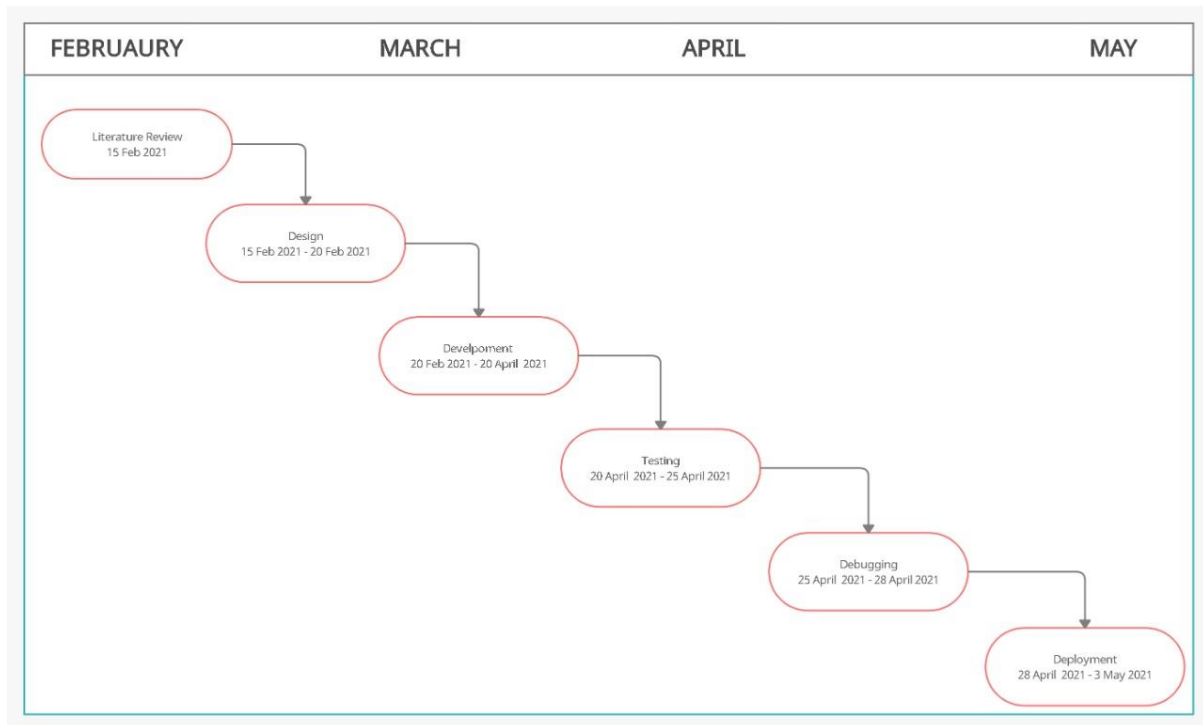 FEBRUAURY MARCH APRIL MAY
Literature Review
15 Feb 2021
Design
15 Feb 2021 - 20 Feb 2021
Develpoment
20 Feb 2021 - 20 April 2021
Testing
20 April 2021 - 25 April 2021
Debugging
25 April 2021 - 28 April 2021
Deployment
28 April 2021 - 3 May 2021